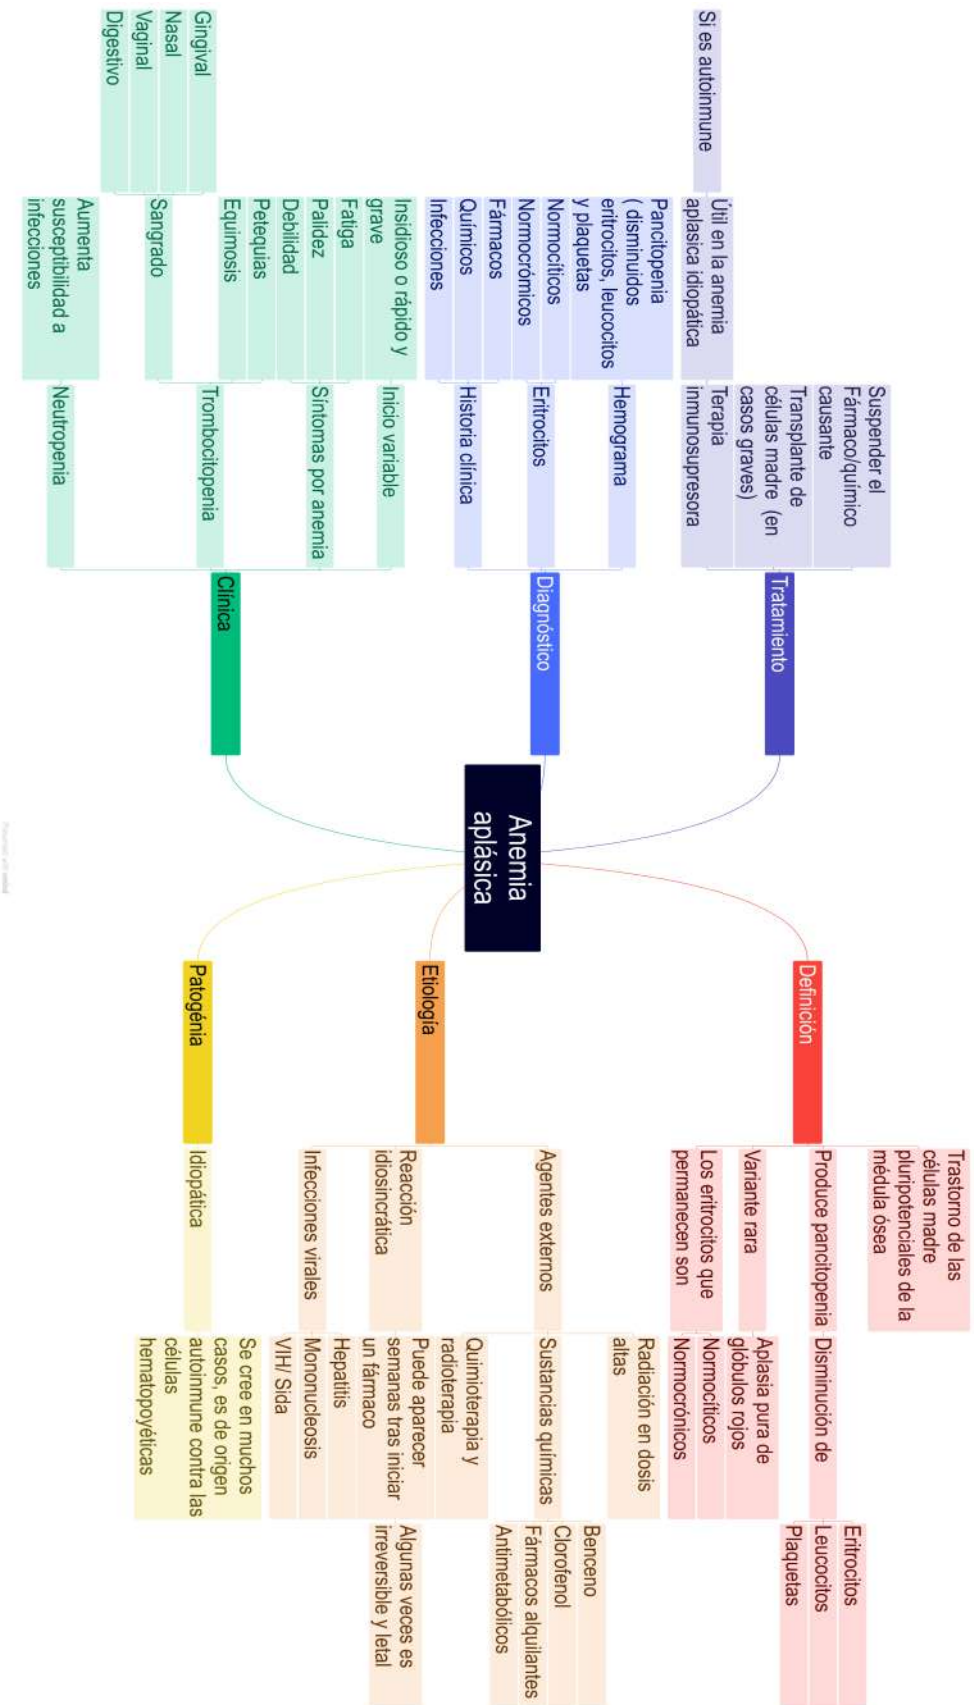 Anemia
aplásica
Definición
Trastorno de las
células madre
pluripotenciales de la
médula ósea
Produce pancitopenia
Disminución de
Eritrocitos
Leucocitos
Plaquetas
Variante rara
Aplasia pura de
glóbulos rojos
Los eritrocitos que
permanecen son
Normocíticos
Normocrónicos
Etiología
Agentes externos
Radiación en dosis
altas
Sustancias químicas
Benceno
Clorofenol
Fármacos alquilantes
Antimetabólicos
Quimioterapia y
radioterapia
Reacción
idiosincrática
Puede aparecer
semanas tras iniciar
un fármaco
Algunas veces es
irreversible y letal
Infecciones virales
Hepatitis
Mononucleosis
VIH/ Sida
Patogénia
Idiopática
Se cree en muchos
casos, es de origen
autoinmune contra las
células
hematopoyéticas
Tratamiento
Suspender el
Fármaco/químico
causante
Transplante de
células madre (en
casos graves)
Terapia
inmunosupresora
Útil en la anemia
aplasica idiopática
Si es autoinmune
Diagnóstico
Hemograma
Pancitopenia
( disminuidos
eritrocitos, leucocitos
y plaquetas
Eritrocitos
Normocíticos
Normocrómicos
Historia clínica
Fármacos
Químicos
Infecciones
Clínica
Inicio variable
Insidioso o rápido y
grave
Síntomas por anemia
Fatiga
Palidez
Debilidad
Trombocitopenia
Petequias
Equimosis
Sangrado
Gingival
Nasal
Vaginal
Digestivo
Neutropenia
Aumenta
susceptibilidad a
infecciones
Presented with xmind